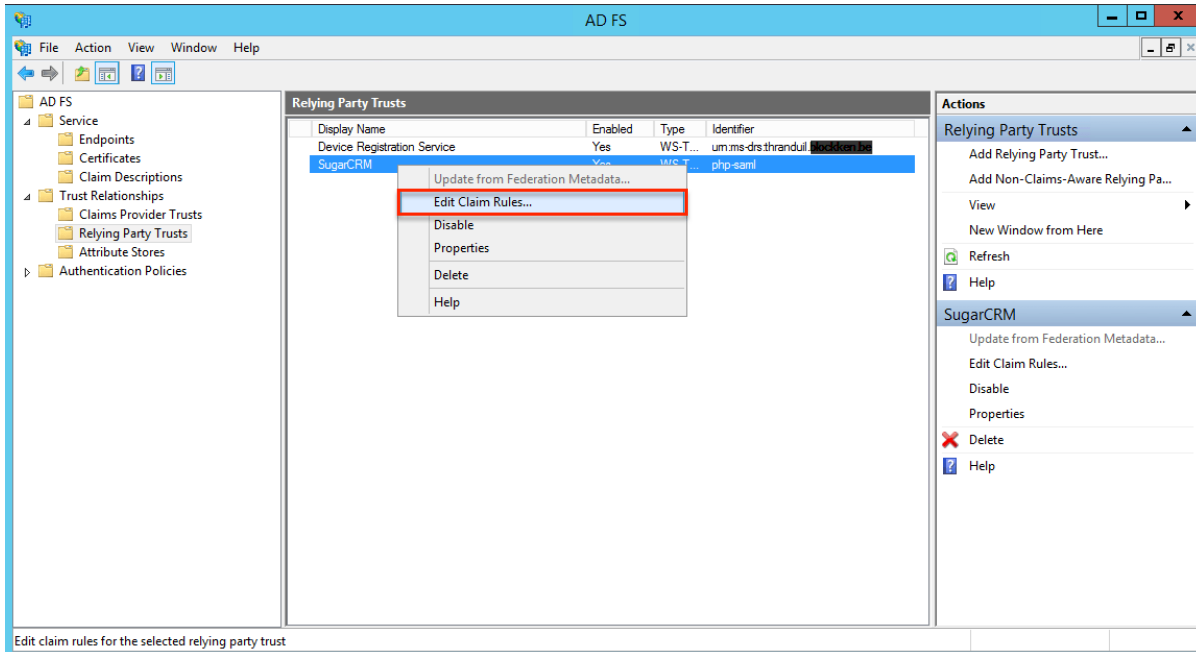 AD FS
File Action View Window Help
AD FS
Service
Endpoints
Certificates
Claim Descriptions
Trust Relationships
Claims Provider Trusts
Relying Party Trusts
Attribute Stores
Authentication Policies
Relying Party Trusts
Display Name Enabled Type Identifier
Device Registration Service Yes WS-T... urn:ms-drs:thranduil.
SugarCRM Yes WS-T... php-saml
Update from Federation Metadata...
Edit Claim Rules...
Disable
Properties
Delete
Help
Actions
Relying Party Trusts
Add Relying Party Trust...
Add Non-Claims-Aware Relying Pa...
View
New Window from Here
Refresh
Help
SugarCRM
Update from Federation Metadata...
Edit Claim Rules...
Disable
Properties
Delete
Help
Edit claim rules for the selected relying party trust